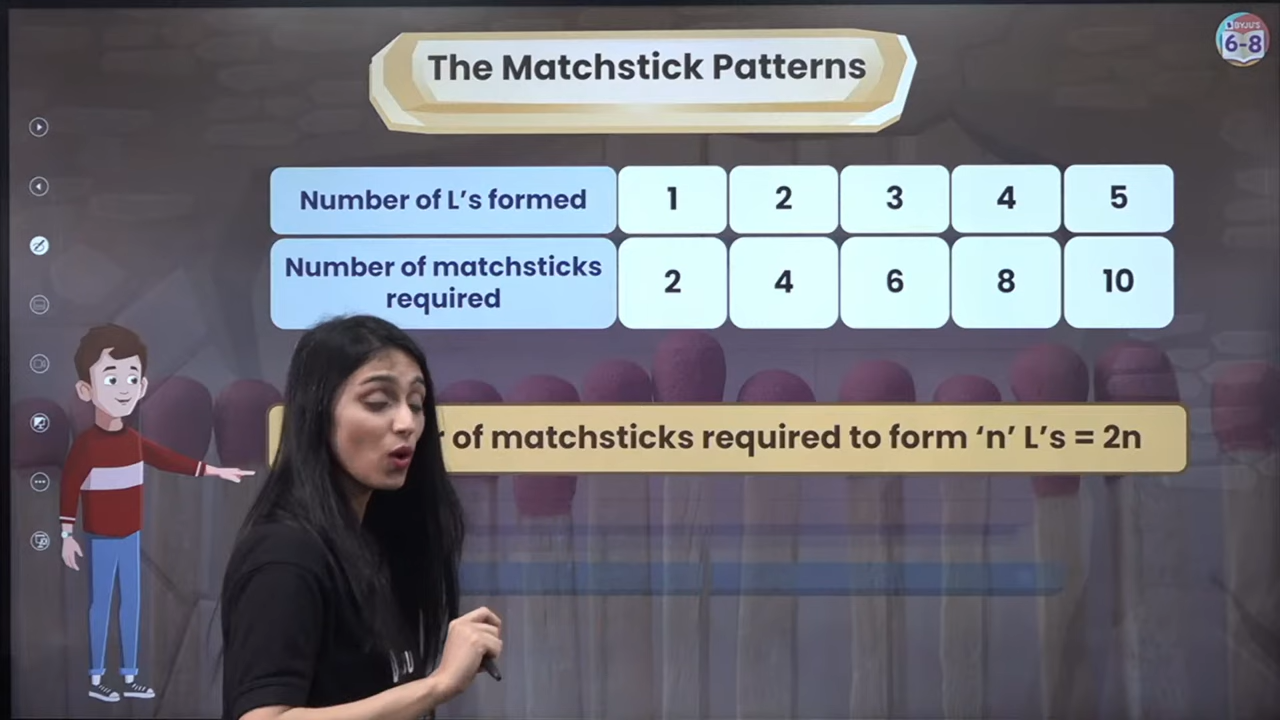 BYJU'S
6-8
The Matchstick Patterns
Number of L's formed 1 2 3 4 5
Number of matchsticks
required 2 4 6 8 10
of matchsticks required to form ‘n’ L's = 2n